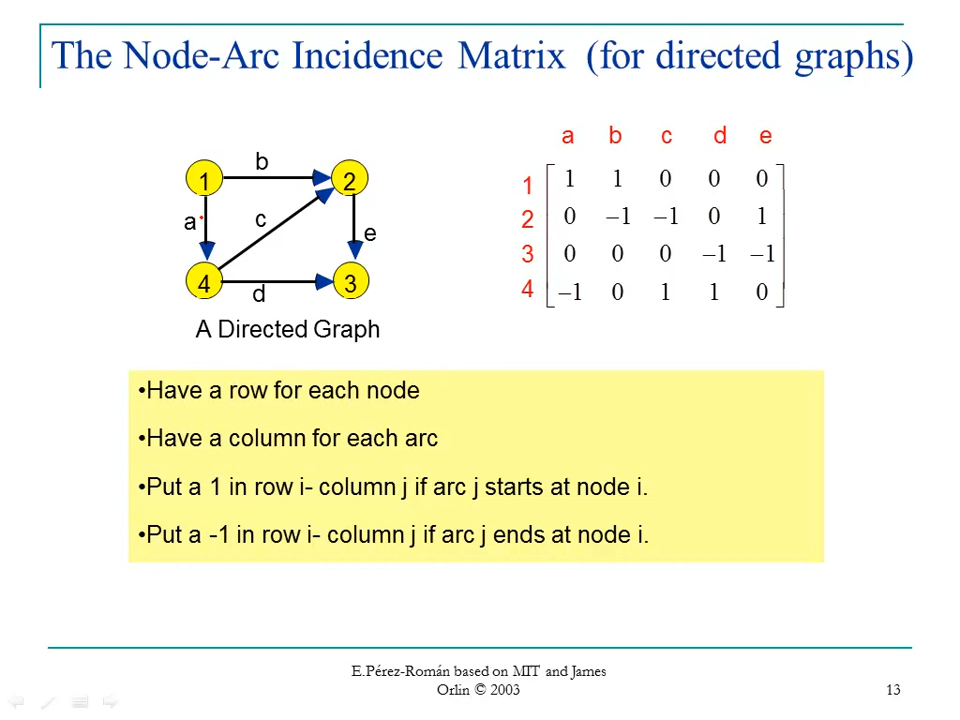 The Node-Arc Incidence Matrix (for directed graphs)
b
1 2
a c e
4 3
d
A Directed Graph
a b c d e
1 1 1 0 0 0
2 0 –1 –1 0 1
3 0 0 0 –1 –1
4 –1 0 1 1 0
•Have a row for each node
•Have a column for each arc
•Put a 1 in row i- column j if arc j starts at node i.
•Put a -1 in row i- column j if arc j ends at node i.
E.Pérez-Román based on MIT and James
Orlin © 2003
13